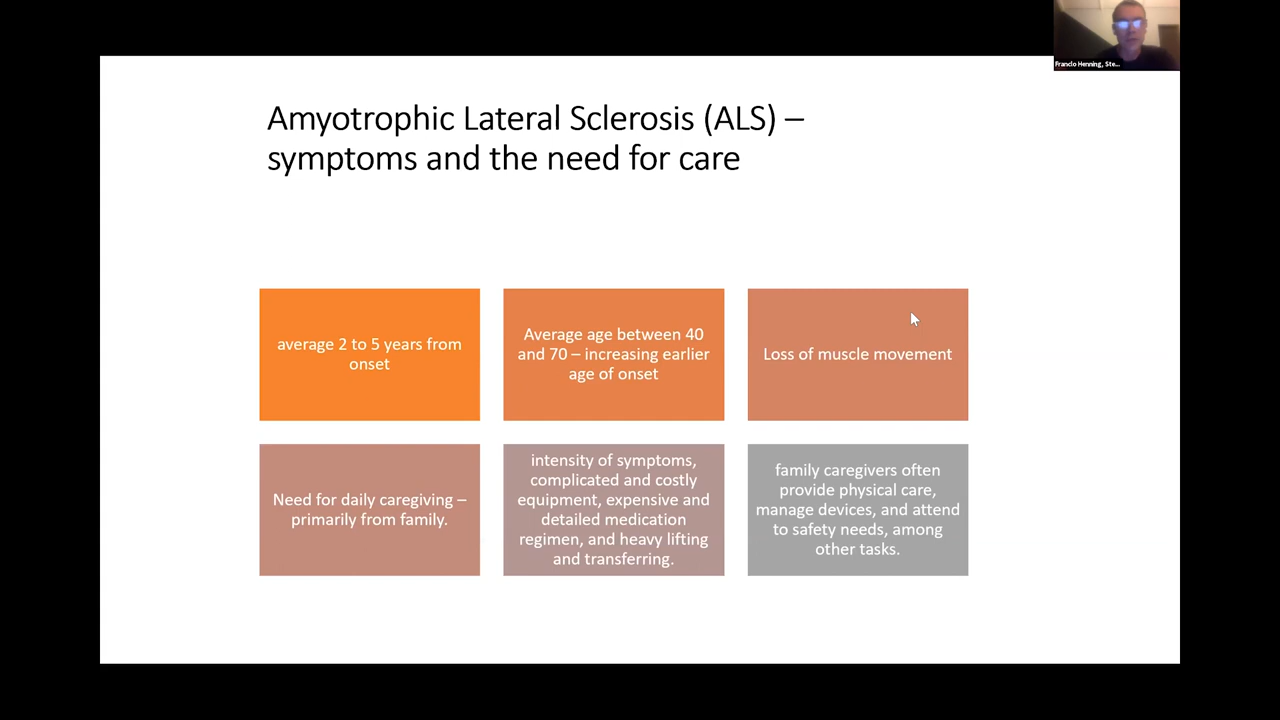 Franclo Henning, Ste...
Amyotrophic Lateral Sclerosis (ALS) –
symptoms and the need for care
average 2 to 5 years from
onset
Average age between 40
and 70 – increasing earlier
age of onset
Loss of muscle movement
Need for daily caregiving –
primarily from family.
intensity of symptoms,
complicated and costly
equipment, expensive and
detailed medication
regimen, and heavy lifting
and transferring.
family caregivers often
provide physical care,
manage devices, and attend
to safety needs, among
other tasks.